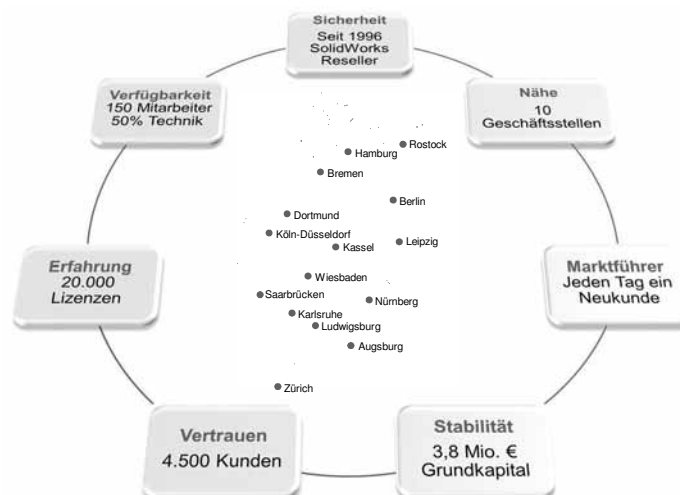 Sicherheit
Seit 1996
SolidWorks
Reseller
Verfügbarkeit
150 Mitarbeiter
50% Technik
Nähe
10
Geschäftsstellen
Rostock
Hamburg
Bremen
Berlin
Dortmund
Köln-Düsseldorf
Kassel
Leipzig
Wiesbaden
Saarbrücken
Nürnberg
Karlsruhe
Ludwigsburg
Augsburg
Zürich
Erfahrung
20.000
Lizenzen
Marktführer
Jeden Tag ein
Neukunde
Vertrauen
4.500 Kunden
Stabilität
3,8 Mio. €
Grundkapital